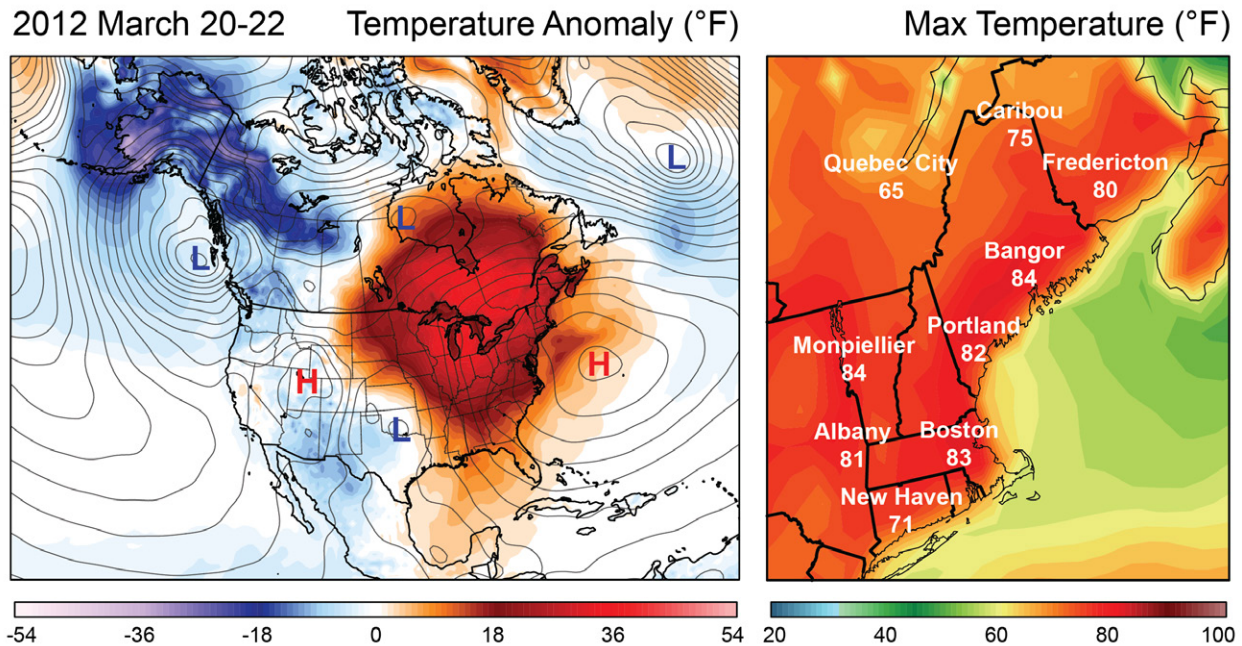 2012 March 20-22 Temperature Anomaly (°F) Max Temperature (°F)
Caribou
75
Quebec City
65
Fredericton
80
L
L
L
Bangor
84
Portland
82
H
H
Monpiellier
84
L
Albany
81
Boston
83
New Haven
71
-54 -36 -18 0 18 36 54
20 40 60 80 100